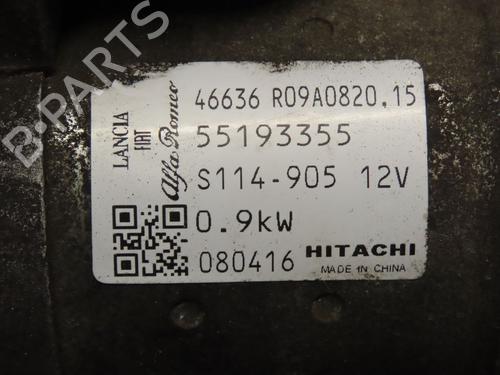 46636 R09A0820.15
LANCIA
FIAT
Alfa Romeo
55193355
S114-905 12V
0.9kW
080416 HITACHI
MADE IN CHINA
B-PARTS